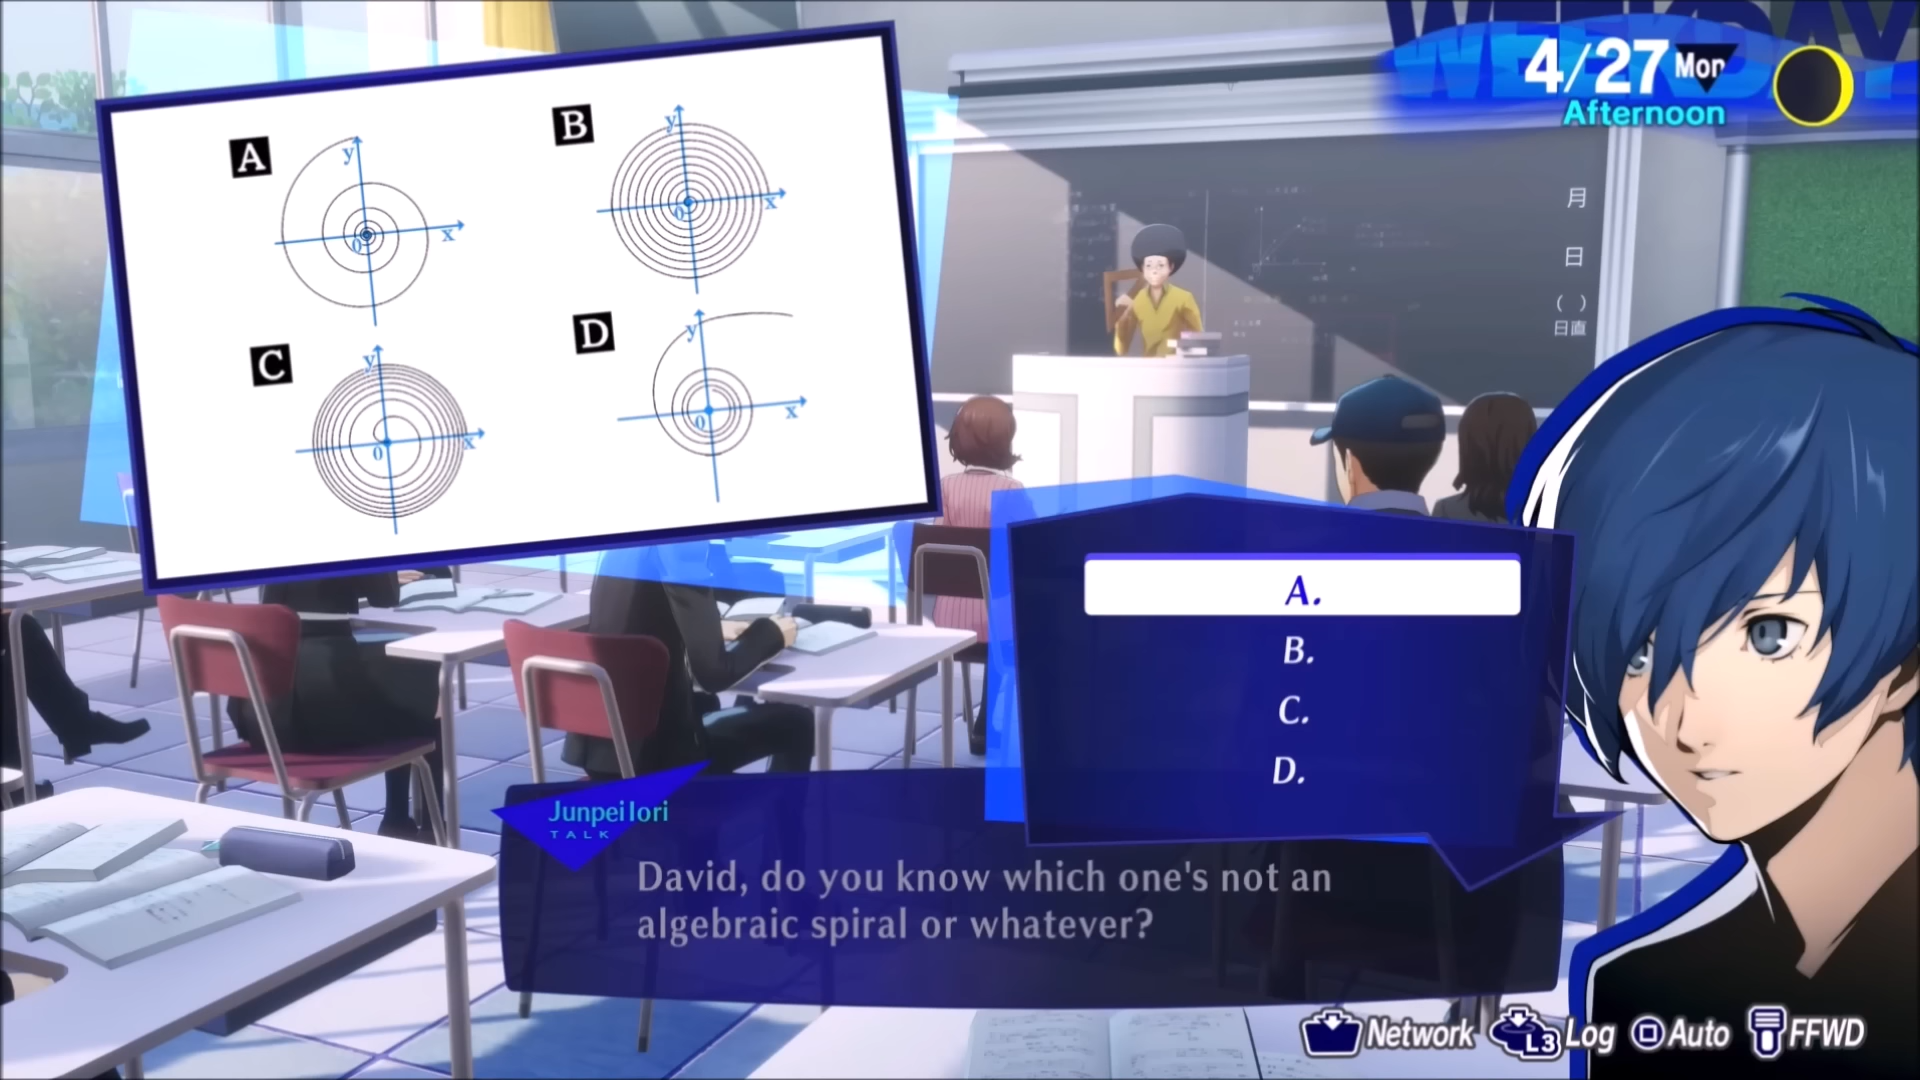 WEEKDAY
4/27 Mon
Afternoon
A
y
x
0
B
y
x
0
C
y
x
0
D
y
x
0
月
日
( )
日直
A.
B.
C.
D.
Junpei Iori
TALK
David, do you know which one's not an
algebraic spiral or whatever?
Network
L3 Log
Auto
FFWD